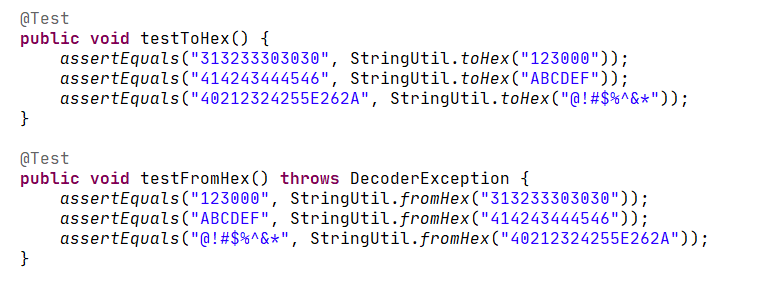 @Test
public void testToHex() {
    assertEquals("313233303030", StringUtil.toHex("123000"));
    assertEquals("414243444546", StringUtil.toHex("ABCDEF"));
    assertEquals("40212324255E262A", StringUtil.toHex("@!#$%^&*"));
}

@Test
public void testFromHex() throws DecoderException {
    assertEquals("123000", StringUtil.fromHex("313233303030"));
    assertEquals("ABCDEF", StringUtil.fromHex("414243444546"));
    assertEquals("@!#$%^&*", StringUtil.fromHex("40212324255E262A"));
}